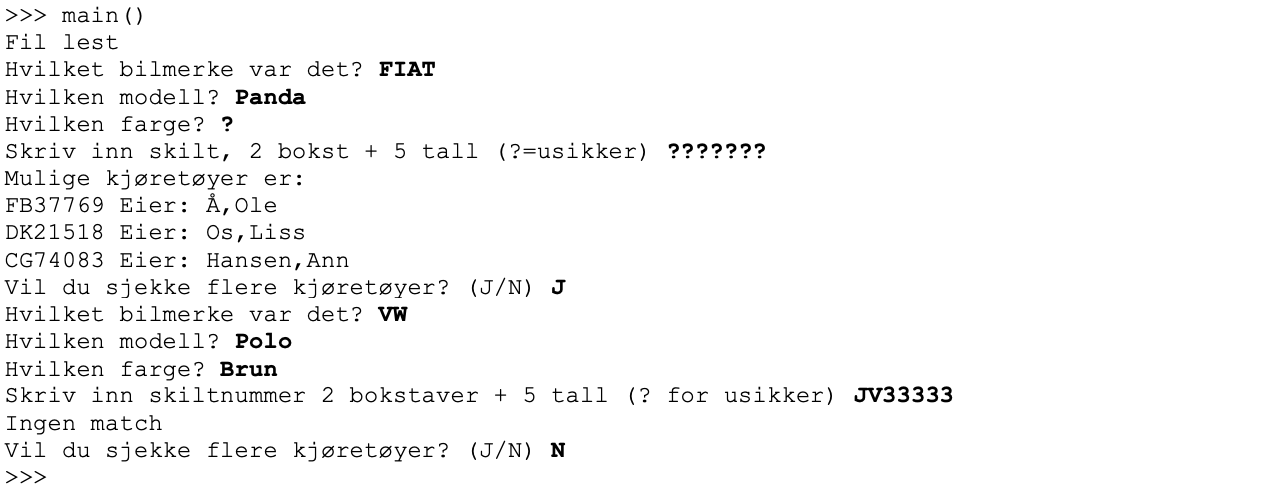 >>> main()
Fil lest
Hvilket bilmerke var det? FIAT
Hvilken modell? Panda
Hvilken farge? ?
Skriv inn skilt, 2 bokst + 5 tall (?=usikker) ???????
Mulige kjøretøyer er:
FB37769 Eier: Å,Ole
DK21518 Eier: Os,Liss
CG74083 Eier: Hansen,Ann
Vil du sjekke flere kjøretøyer? (J/N) J
Hvilket bilmerke var det? VW
Hvilken modell? Polo
Hvilken farge? Brun
Skriv inn skiltnummer 2 bokstaver + 5 tall (? for usikker) JV33333
Ingen match
Vil du sjekke flere kjøretøyer? (J/N) N
>>>